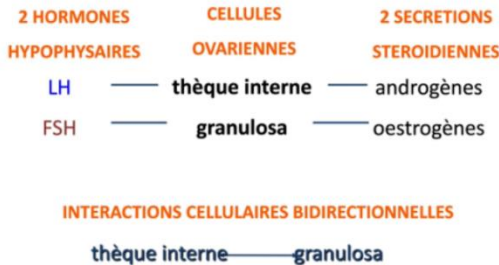 2 HORMONES CELLULES 2 SECRETIONS
HYPOPHYSAIRES OVARIENNES STEROIDIENNES
LH thèque interne androgènes
FSH granulosa oestrogènes
INTERACTIONS CELLULAIRES BIDIRECTIONNELLES
thèque interne granulosa